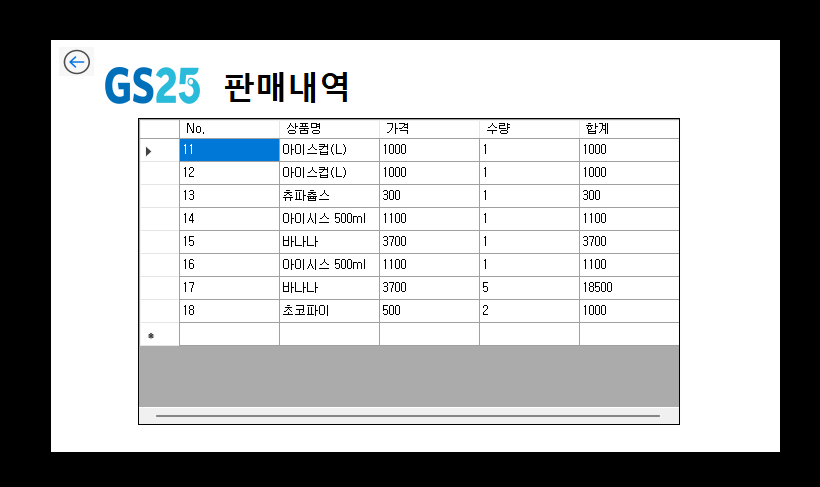 GS25 판매내역
No. 상품명 가격 수량 합계
11 아이스컵(L) 1000 1 1000
12 아이스컵(L) 1000 1 1000
13 츄파춥스 300 1 300
14 아이시스 500ml 1100 1 1100
15 바나나 3700 1 3700
16 아이시스 500ml 1100 1 1100
17 바나나 3700 5 18500
18 초코파이 500 2 1000